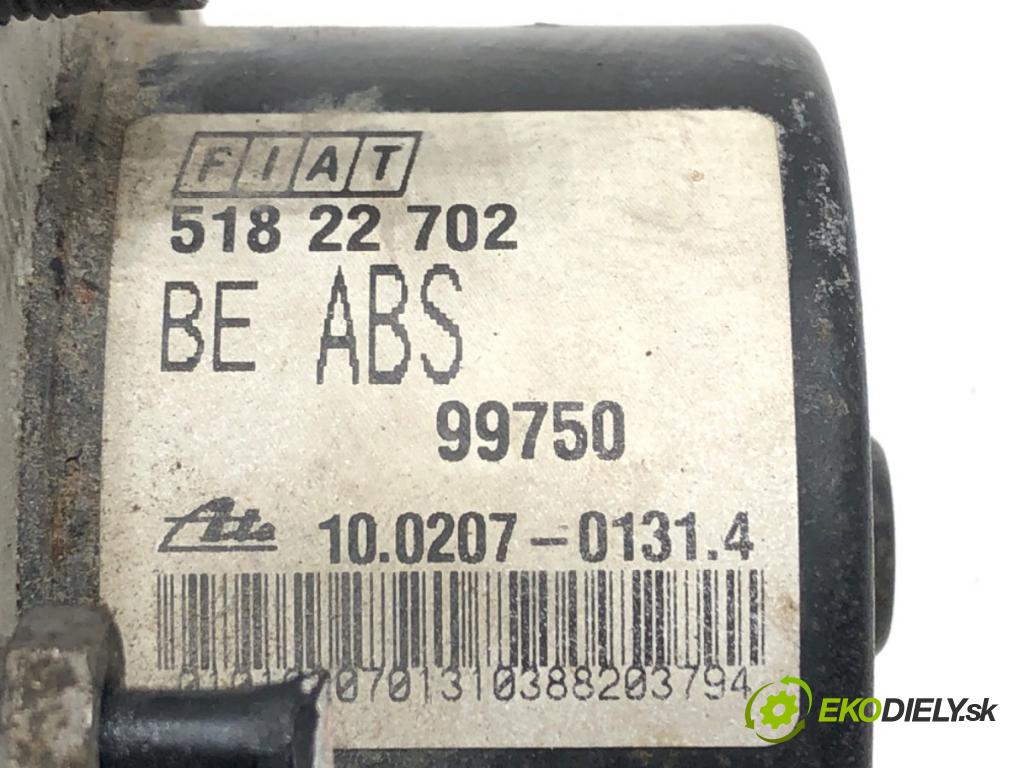 FIAT
518 22 702
BE ABS
99750
Ate 10.0207-0131.4
EKODIELY.sk